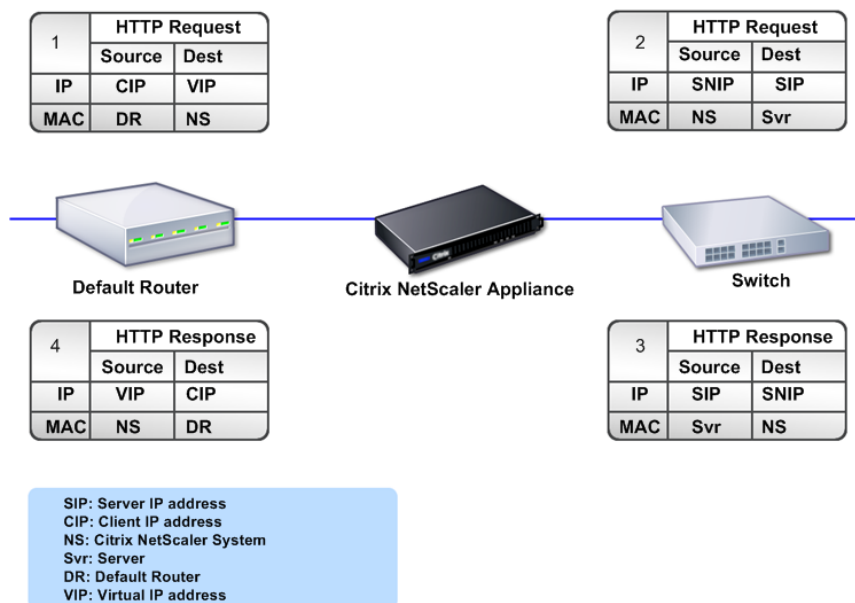 1 HTTP Request
Source Dest
IP CIP VIP
MAC DR NS
2 HTTP Request
Source Dest
IP SNIP SIP
MAC NS Svr
Default Router
Citrix NetScaler Appliance
Switch
4 HTTP Response
Source Dest
IP VIP CIP
MAC NS DR
3 HTTP Response
Source Dest
IP SIP SNIP
MAC Svr NS
SIP: Server IP address
CIP: Client IP address
NS: Citrix NetScaler System
Svr: Server
DR: Default Router
VIP: Virtual IP address